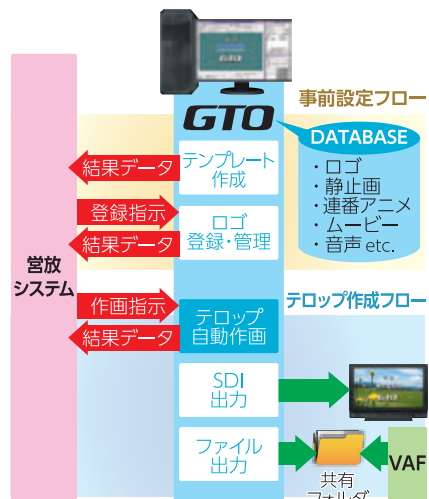 事前設定フロー
GTO
DATABASE
・ロゴ
・静止画
・連番アニメ
・ムービー
・音声 etc.
結果データ
テンプレート
作成
登録指示
結果データ
ロゴ
登録・管理
営放
システム
テロップ作成フロー
作画指示
結果データ
テロップ
自動作画
SDI
出力
ファイル
出力
共有
フォルダ
VAF